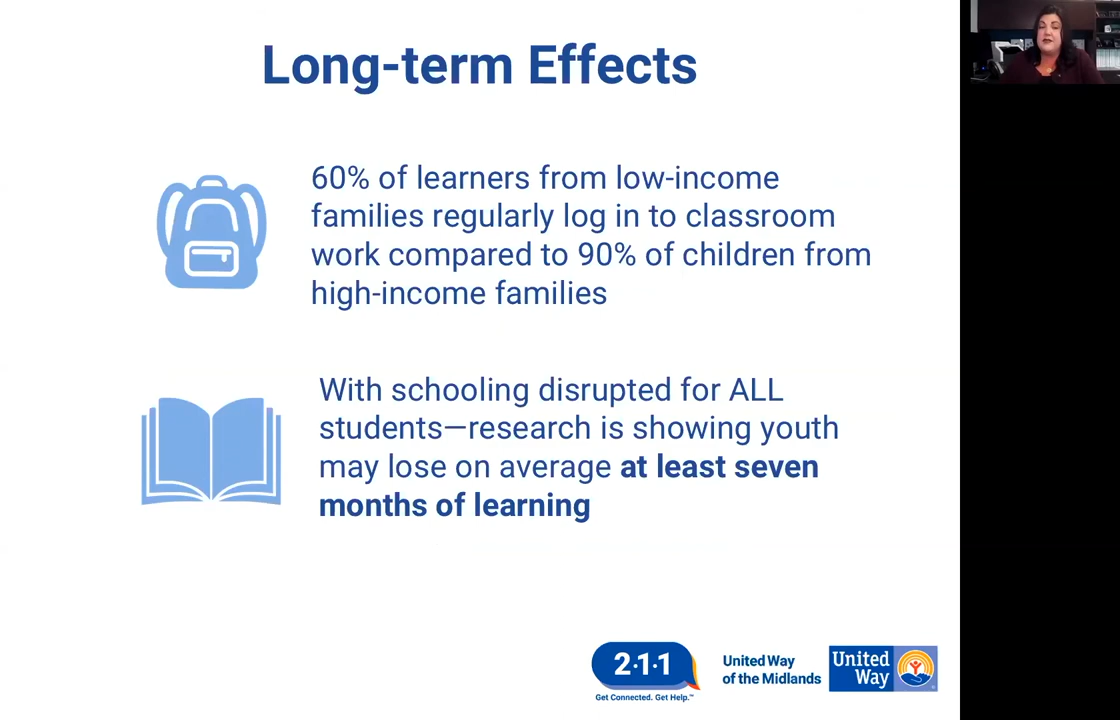 Long-term Effects
60% of learners from low-income
families regularly log in to classroom
work compared to 90% of children from
high-income families
With schooling disrupted for ALL
students—research is showing youth
may lose on average at least seven
months of learning
2·1·1
Get Connected. Get Help.™
United Way
of the Midlands
United
Way